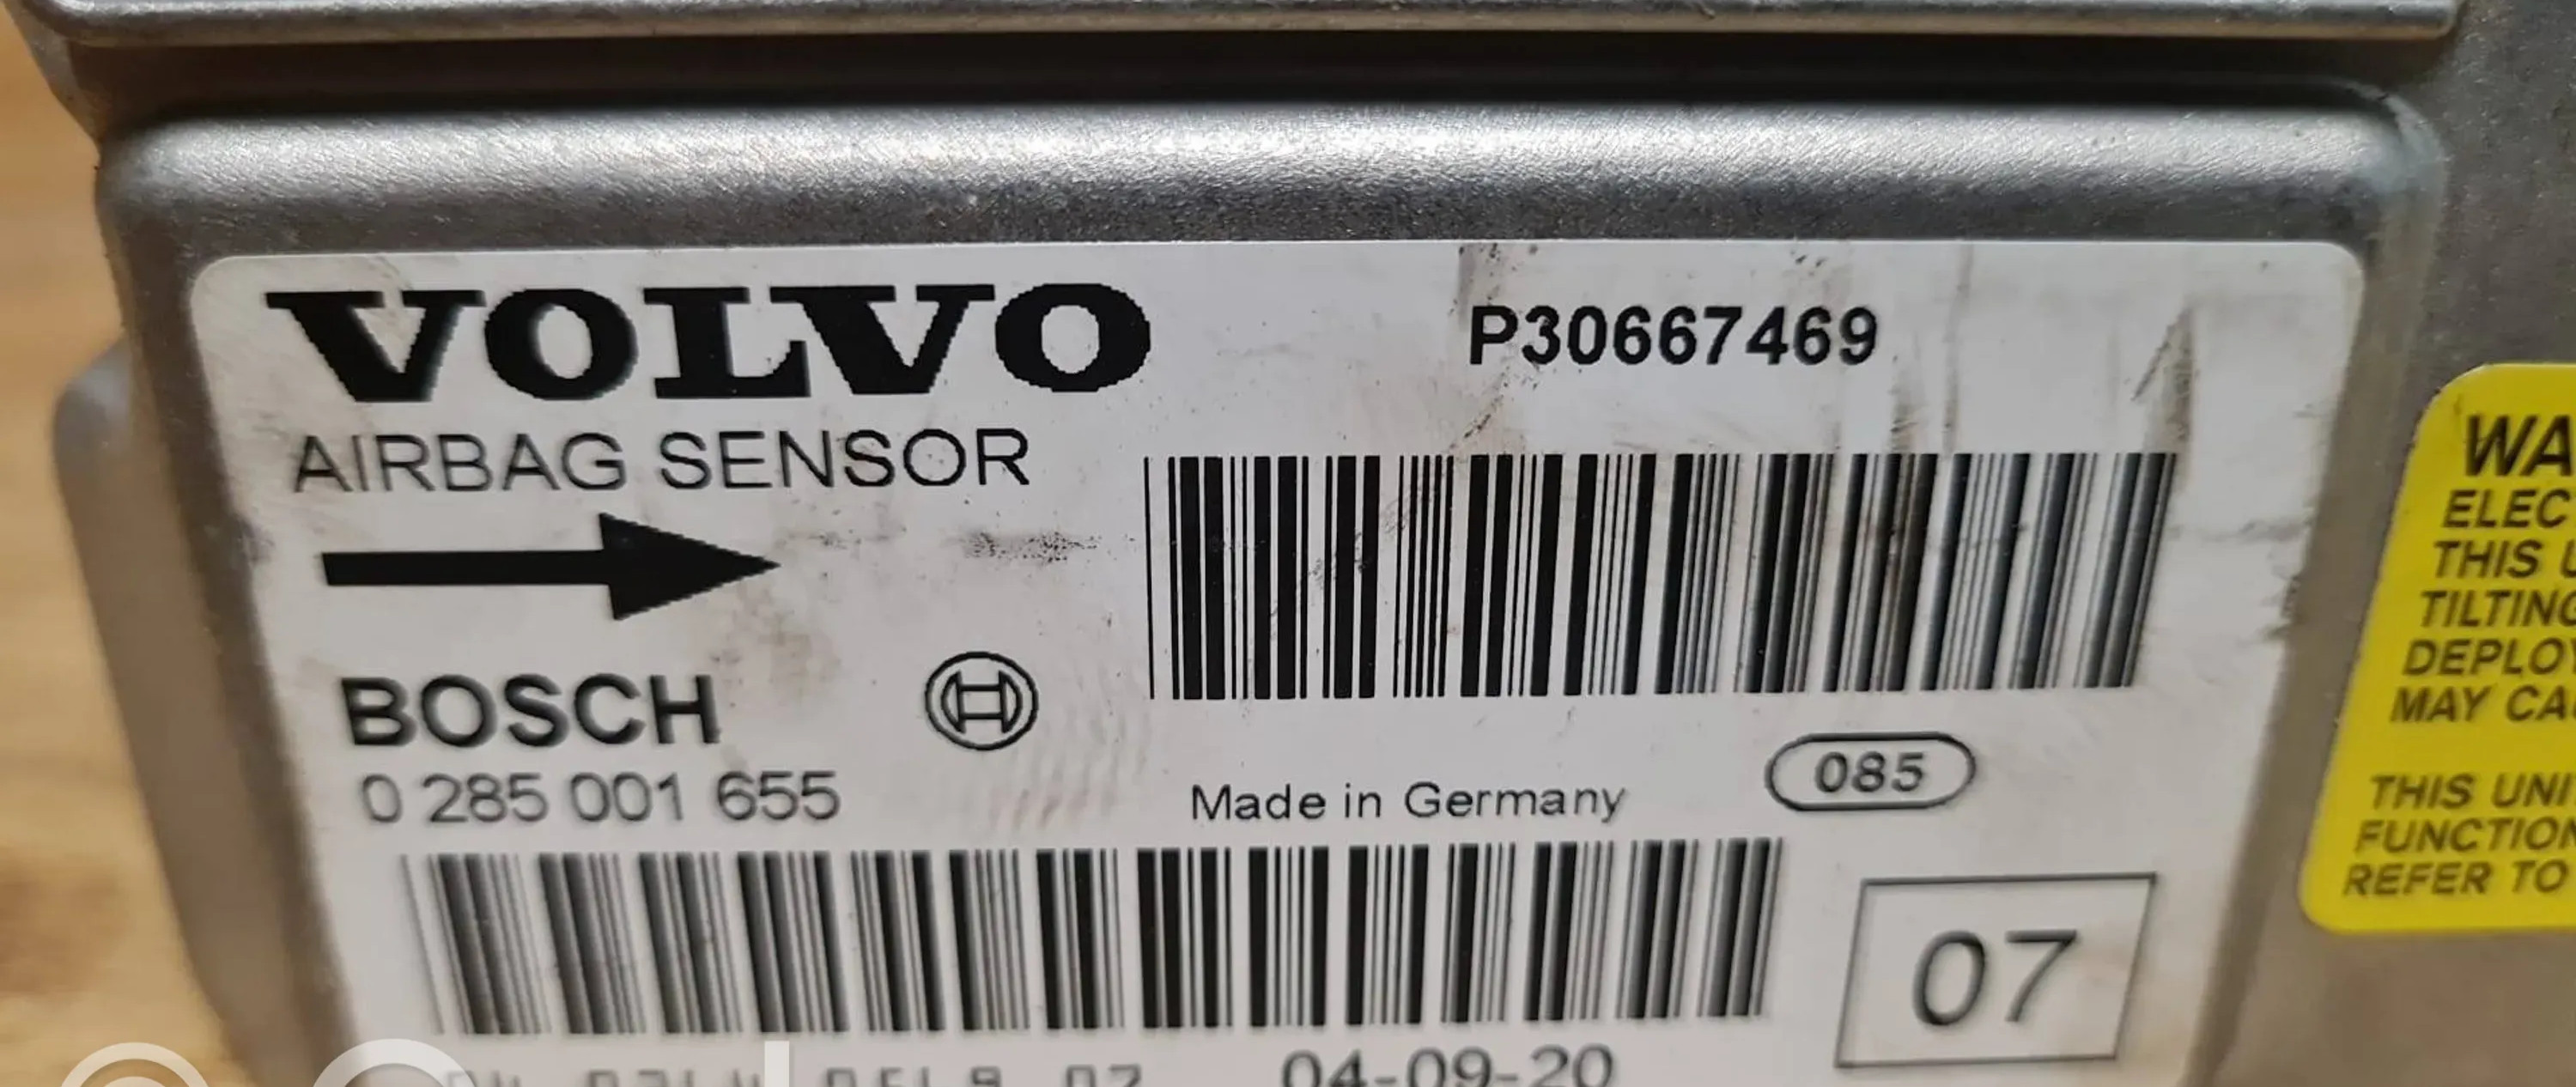 VOLVO
P30667469
AIRBAG SENSOR
BOSCH
0 285 001 655
Made in Germany
085
07
04-09-20
ELEC
THIS
TILTING
DEPLOY
MAY CA
THIS UNI
FUNCTION
REFER TO